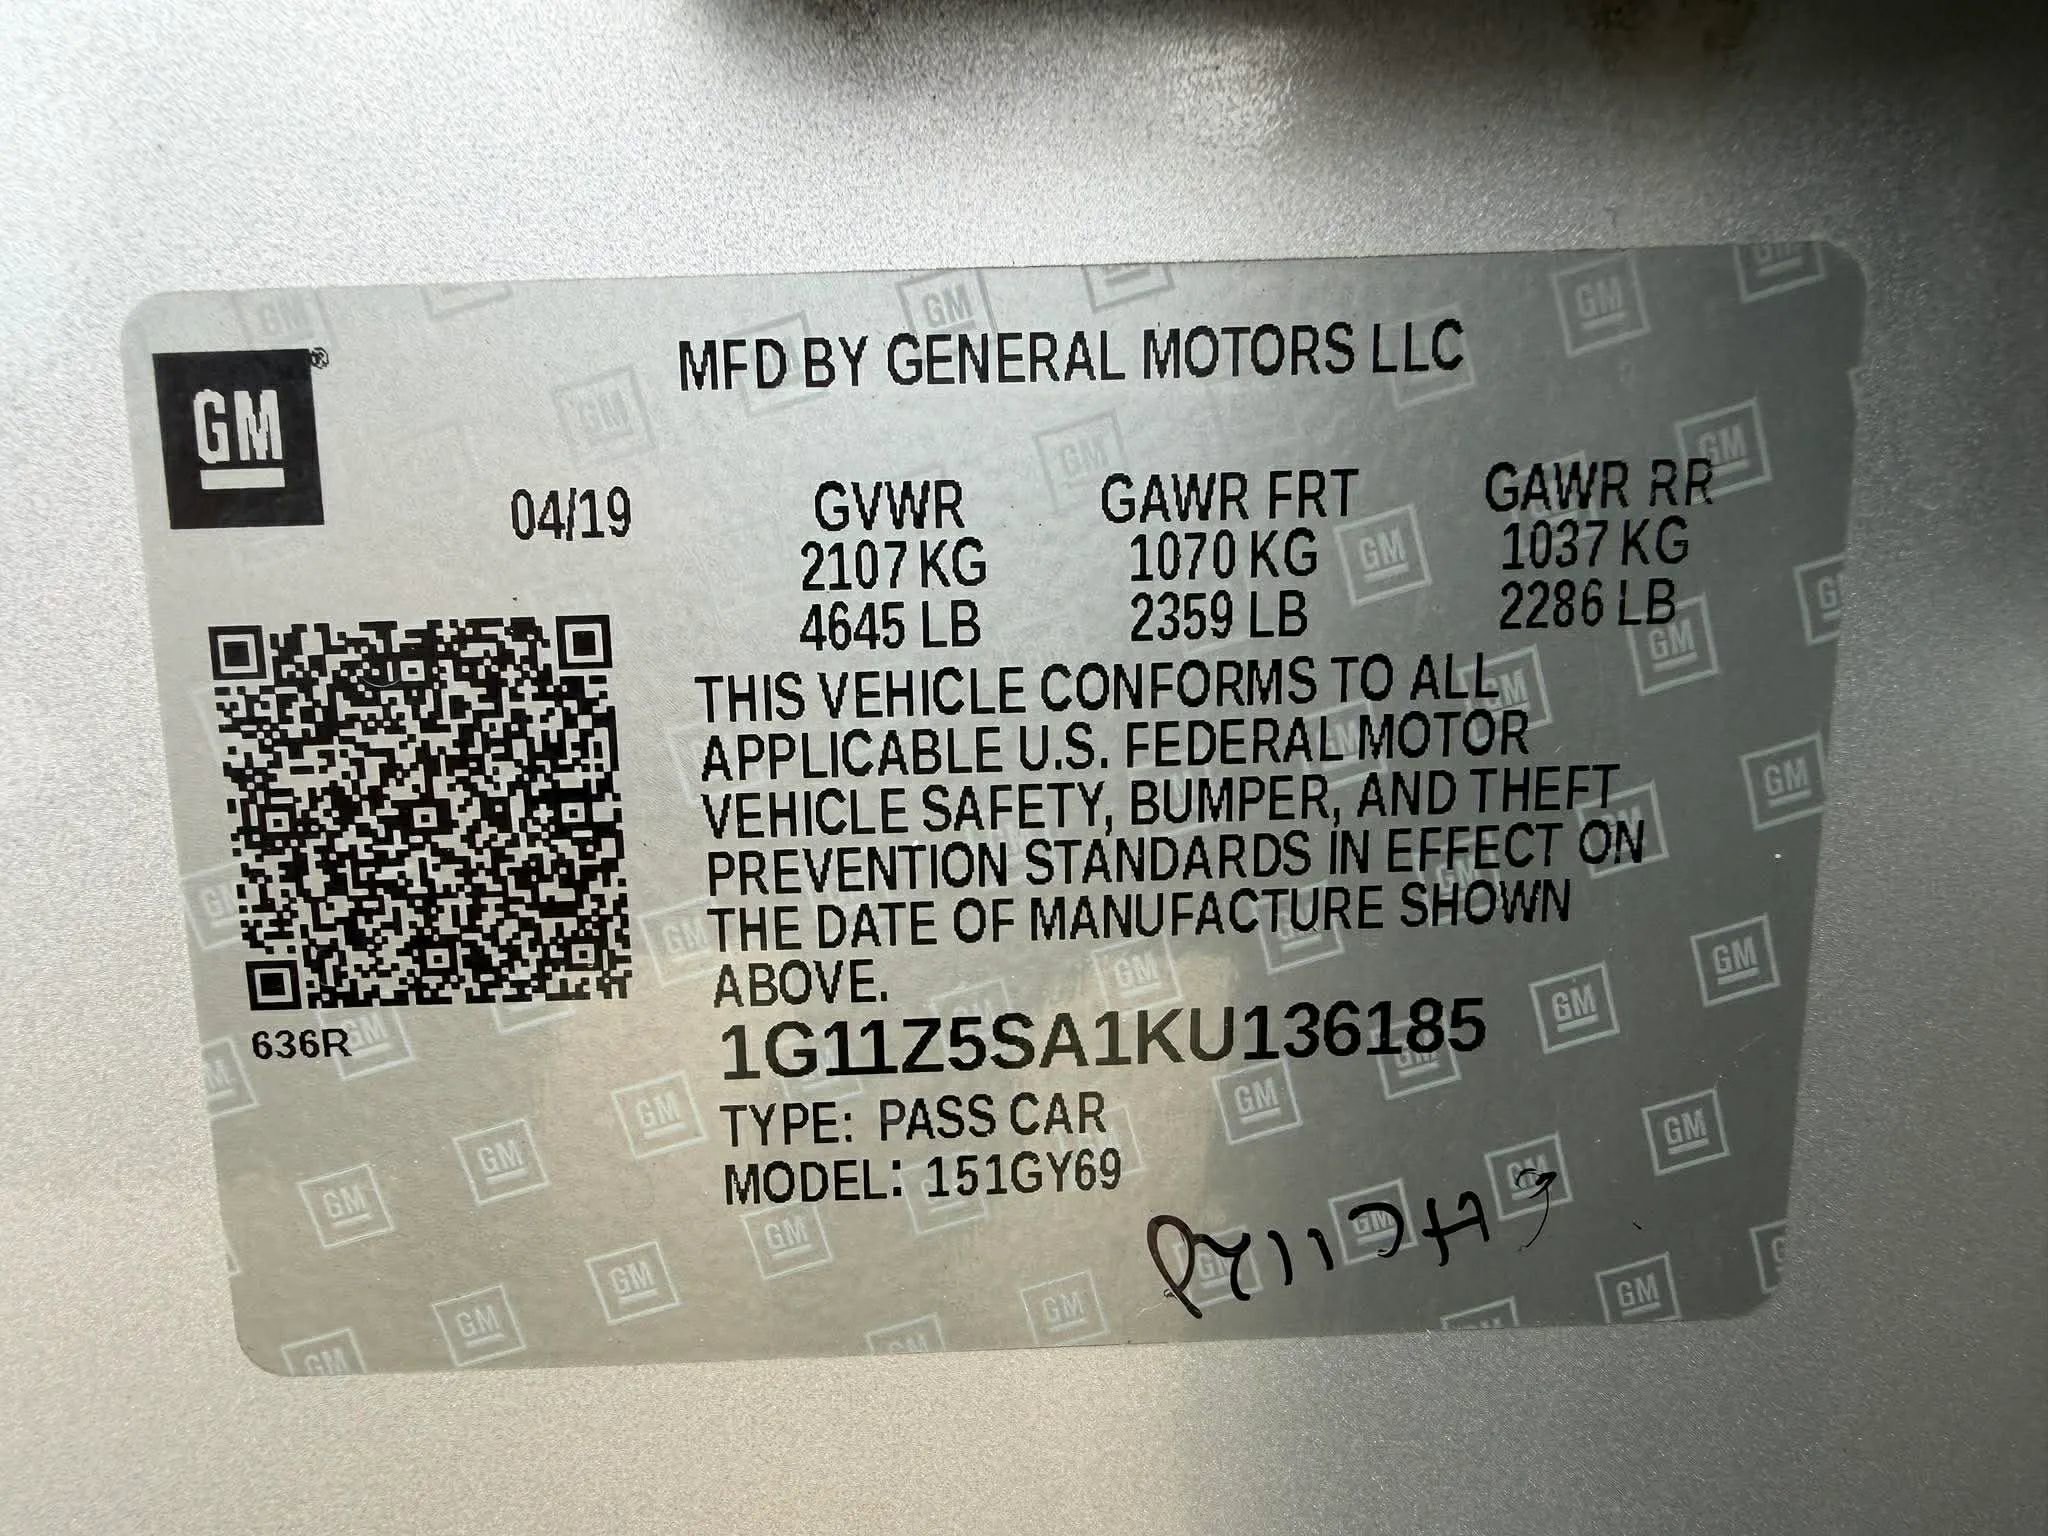 MFD BY GENERAL MOTORS LLC
GM
04/19
GVWR GAWR FRT GAWR RR
2107 KG 1070 KG 1037 KG
4645 LB 2359 LB 2286 LB
THIS VEHICLE CONFORMS TO ALL
APPLICABLE U.S. FEDERAL MOTOR
VEHICLE SAFETY, BUMPER, AND THEFT
PREVENTION STANDARDS IN EFFECT ON
THE DATE OF MANUFACTURE SHOWN
ABOVE.
636R
1G11Z5SA1KU136185
TYPE: PASS CAR
MODEL: 151GY69